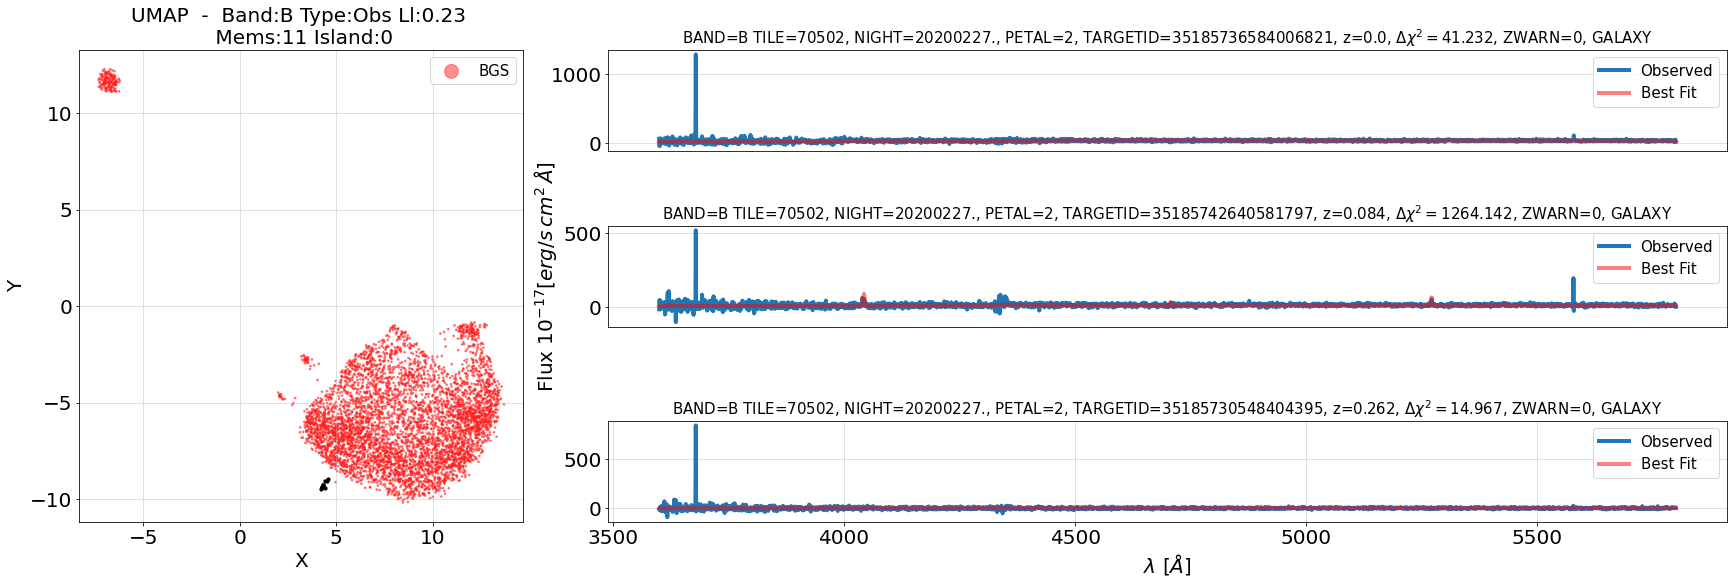 UMAP  -  Band:B Type:Obs Ll:0.23
Mems:11 Island:0
BGS
10
5
0
−5
−10
Y
−5
0
5
10
X
Flux 10⁻¹⁷[erg/s cm² Å]
BAND=B TILE=70502, NIGHT=20200227., PETAL=2, TARGETID=35185736584006821, z=0.0, Δχ² = 41.232, ZWARN=0, GALAXY
1000
0
Observed
Best Fit
BAND=B TILE=70502, NIGHT=20200227., PETAL=2, TARGETID=35185742640581797, z=0.084, Δχ² = 1264.142, ZWARN=0, GALAXY
500
0
Observed
Best Fit
BAND=B TILE=70502, NIGHT=20200227., PETAL=2, TARGETID=35185730548404395, z=0.262, Δχ² = 14.967, ZWARN=0, GALAXY
500
0
Observed
Best Fit
3500
4000
4500
5000
5500
λ [Å]